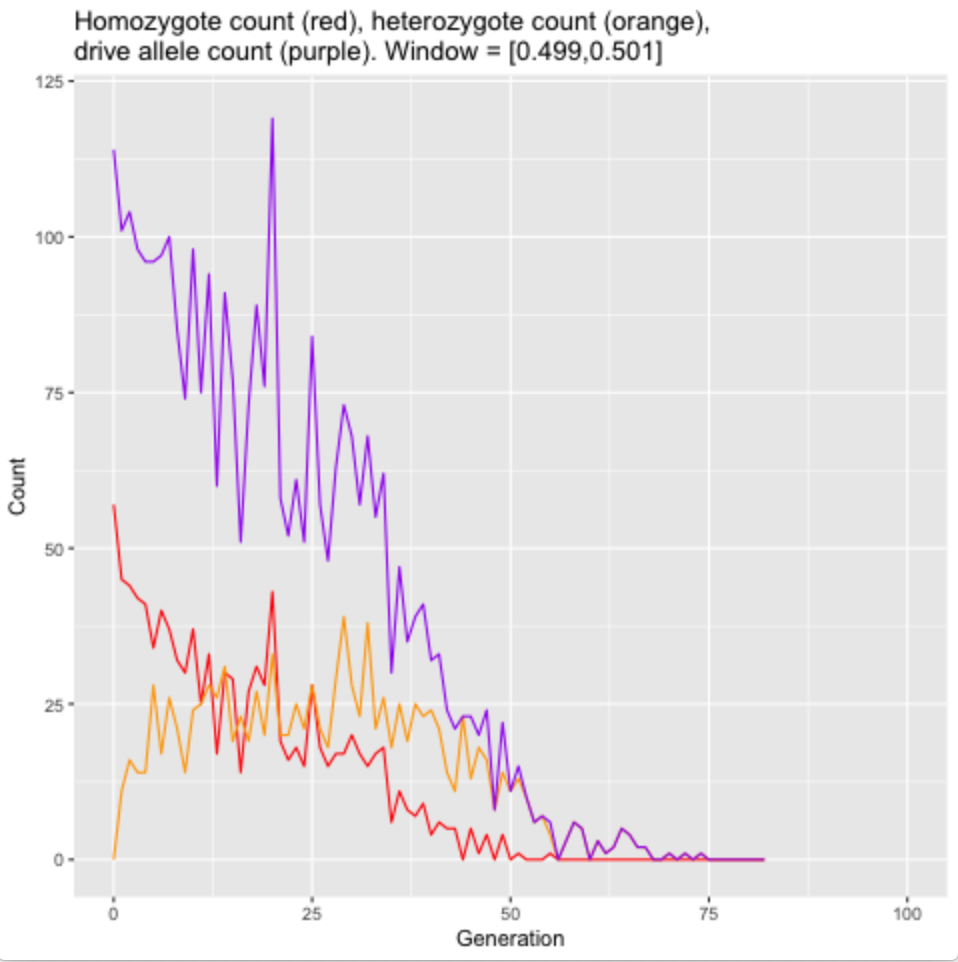 Homozygote count (red), heterozygote count (orange),
drive allele count (purple). Window = [0.499,0.501]
125
100
75
50
25
0
Count
0 25 50 75 100
Generation